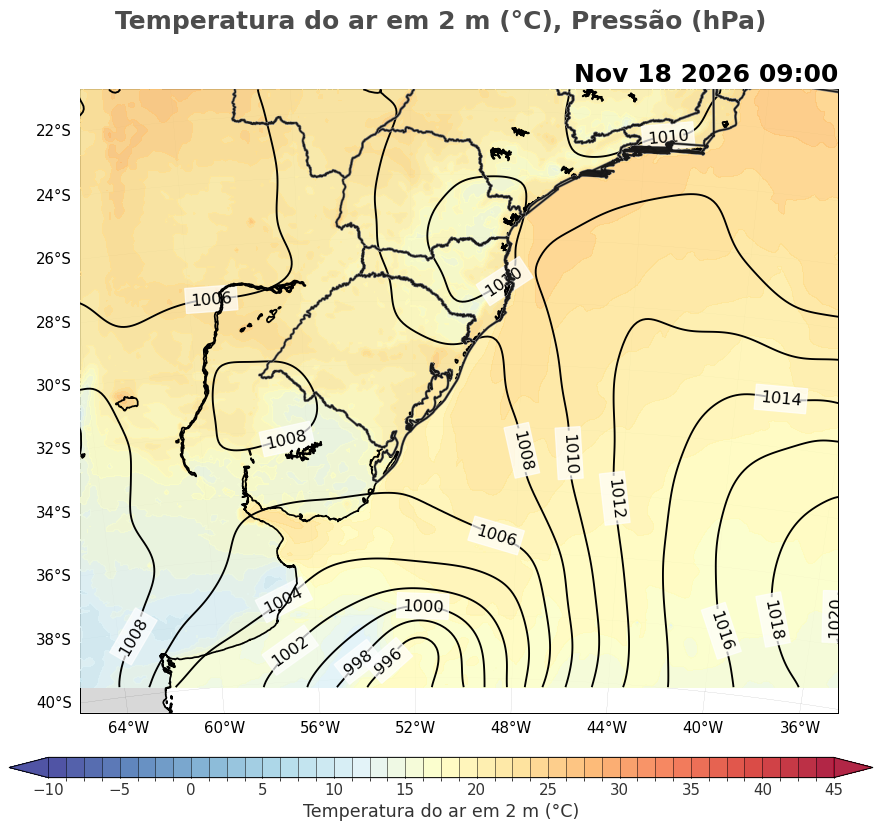 Temperatura do ar em 2 m (°C), Pressão (hPa)
Nov 18 2026 09:00
22°S
24°S
26°S
28°S
30°S
32°S
34°S
36°S
38°S
40°S
1010
1006
1010
1014
1008
1008
1010
1012
1006
1004
1000
1008
1002
998
996
1016
1018
1020
64°W 60°W 56°W 52°W 48°W 44°W 40°W 36°W
−10 −5 0 5 10 15 20 25 30 35 40 45
Temperatura do ar em 2 m (°C)